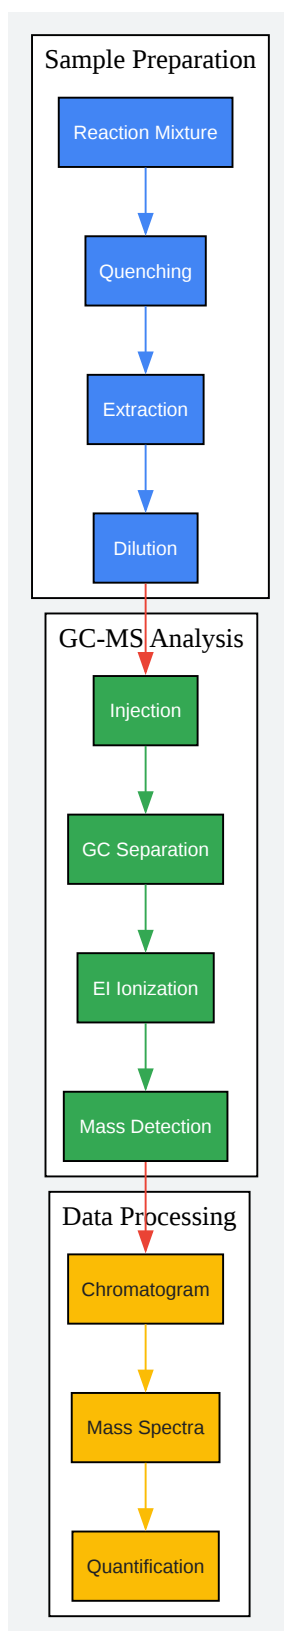 Sample Preparation
Reaction Mixture
Quenching
Extraction
Dilution
GC-MS Analysis
Injection
GC Separation
EI Ionization
Mass Detection
Data Processing
Chromatogram
Mass Spectra
Quantification